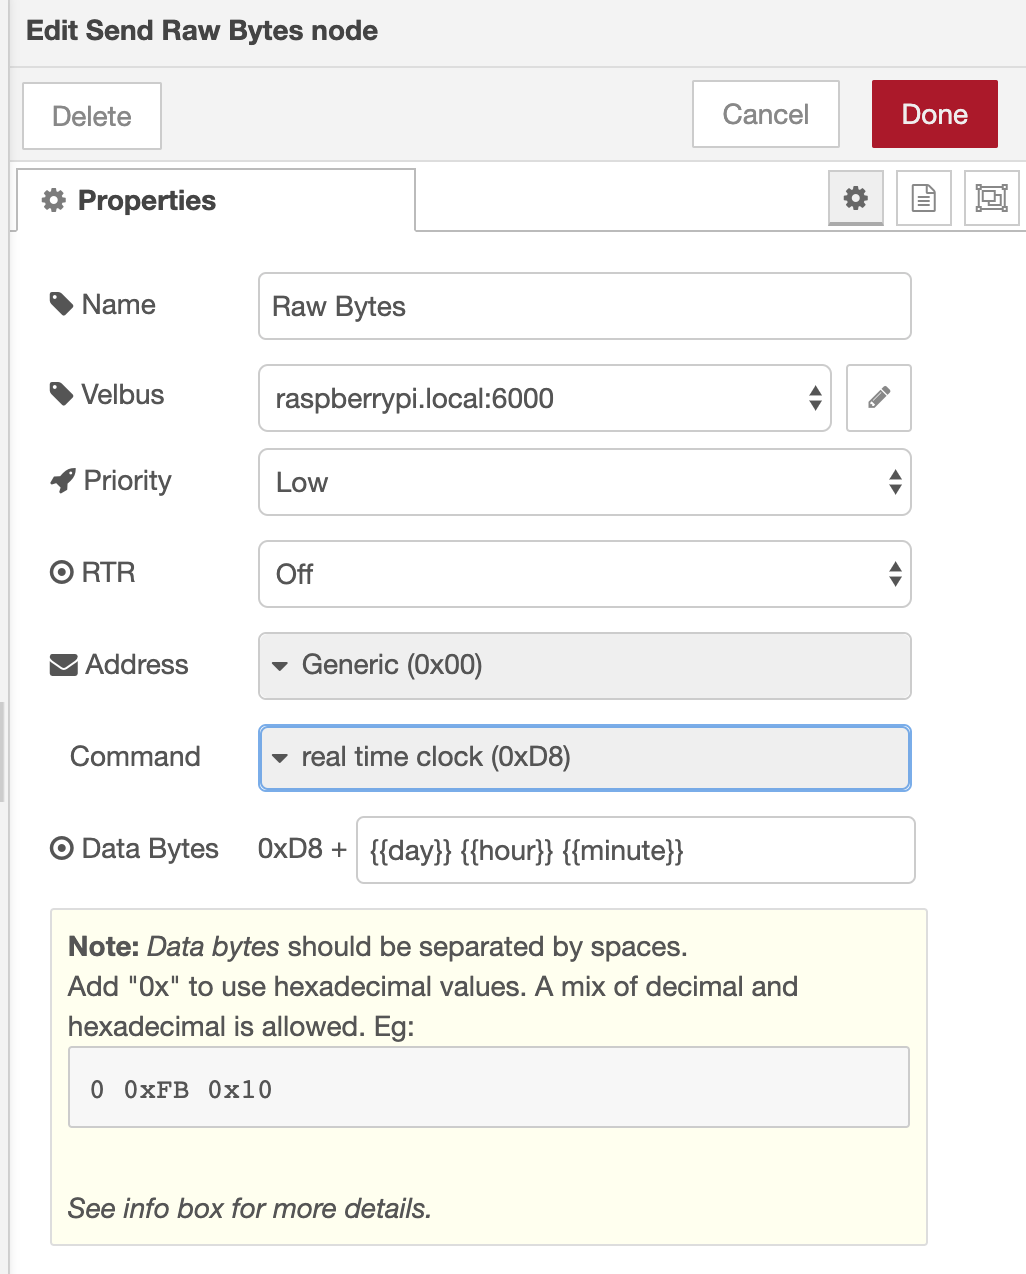 Edit Send Raw Bytes node
Delete
Cancel
Done
Properties
Name
Raw Bytes
Velbus
raspberrypi.local:6000
Priority
Low
RTR
Off
Address
Generic (0x00)
Command
real time clock (0xD8)
Data Bytes
0xD8 +
{{day}} {{hour}} {{minute}}
Note: Data bytes should be separated by spaces.
Add "0x" to use hexadecimal values. A mix of decimal and
hexadecimal is allowed. Eg:
0 0xFB 0x10
See info box for more details.